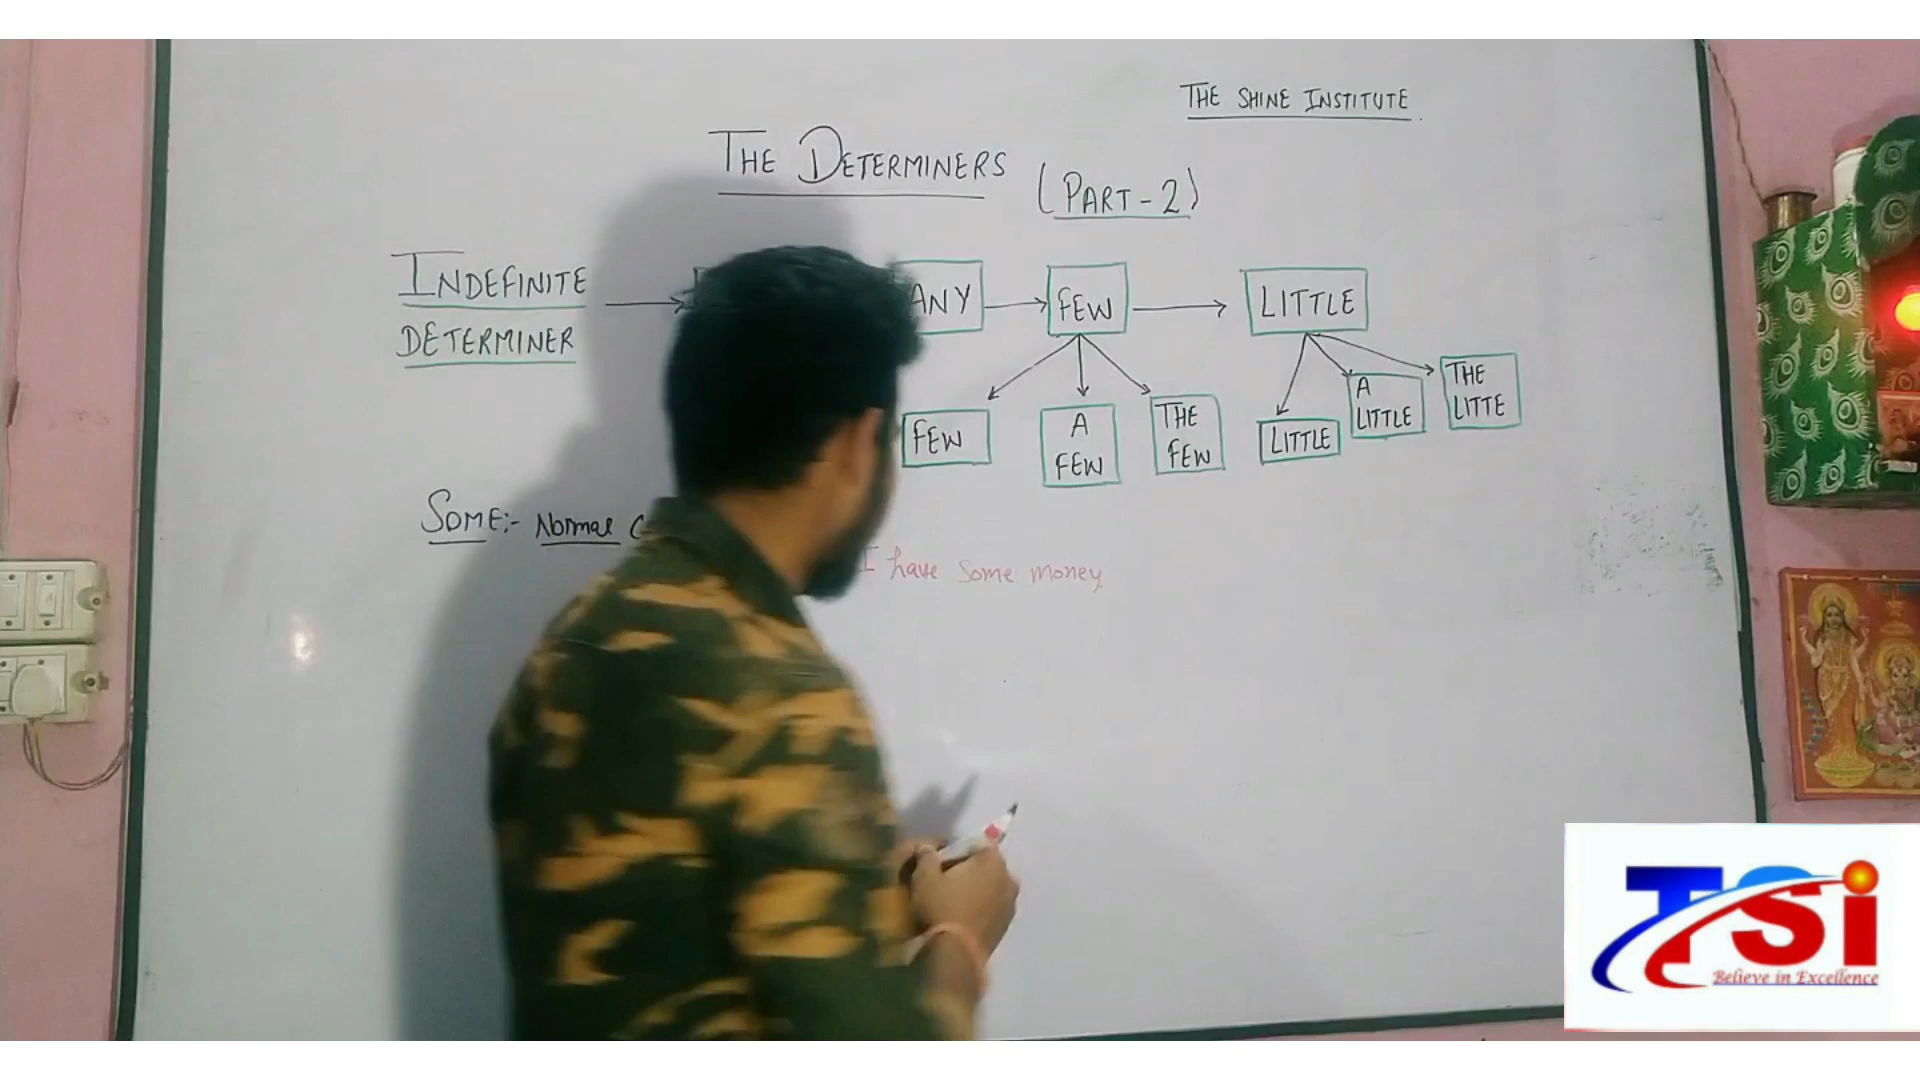 THE SHINE INSTITUTE
THE DETERMINERS (PART-2)
INDEFINITE
DETERMINER
ANY
FEW
LITTLE
FEW
A
FEW
THE
FEW
LITTLE
A
LITTLE
THE
LITTE
SOME:- Normal
I have some money
TSi
Believe in Excellence